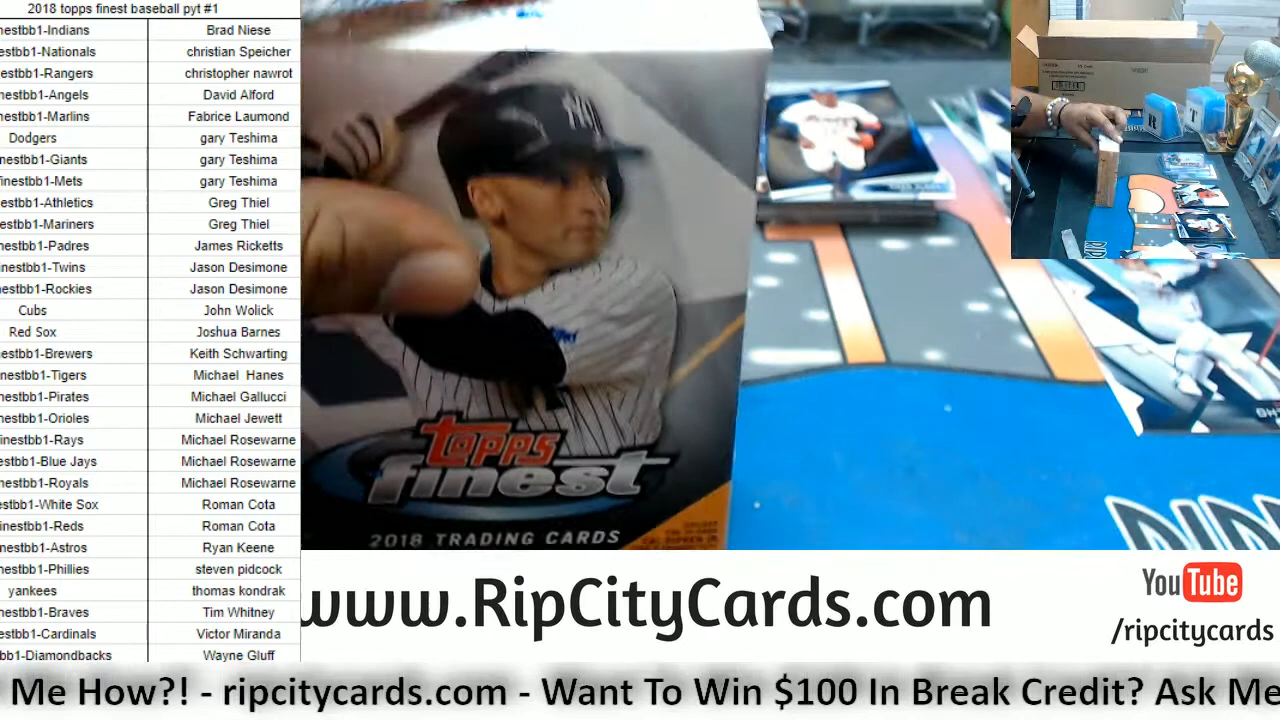 2018 topps finest baseball pyt #1
nestbb1-Indians Brad Niese
nestbb1-Nationals christian Speicher
estbb1-Rangers christopher nawrot
nestbb1-Angels David Alford
nestbb1-Marlins Fabrice Laumond
Dodgers gary Teshima
nestbb1-Giants gary Teshima
finestbb1-Mets gary Teshima
estbb1-Athletics Greg Thiel
estbb1-Mariners Greg Thiel
nestbb1-Padres James Ricketts
inestbb1-Twins Jason Desimone
nestbb1-Rockies Jason Desimone
Cubs John Wolick
Red Sox Joshua Barnes
estbb1-Brewers Keith Schwarting
nestbb1-Tigers Michael Hanes
nestbb1-Pirates Michael Gallucci
nestbb1-Orioles Michael Jewett
inestbb1-Rays Michael Rosewarne
estbb1-Blue Jays Michael Rosewarne
nestbb1-Royals Michael Rosewarne
estbb1-White Sox Roman Cota
inestbb1-Reds Roman Cota
nestbb1-Astros Ryan Keene
nestbb1-Phillies steven pidcock
yankees thomas kondrak
nestbb1-Braves Tim Whitney
estbb1-Cardinals Victor Miranda
bb1-Diamondbacks Wayne Gluff
NY
TOPPS
finest
2018 TRADING CARDS
R T
www.RipCityCards.com
YouTube
/ripcitycards
Me How?! - ripcitycards.com - Want To Win $100 In Break Credit? Ask Me